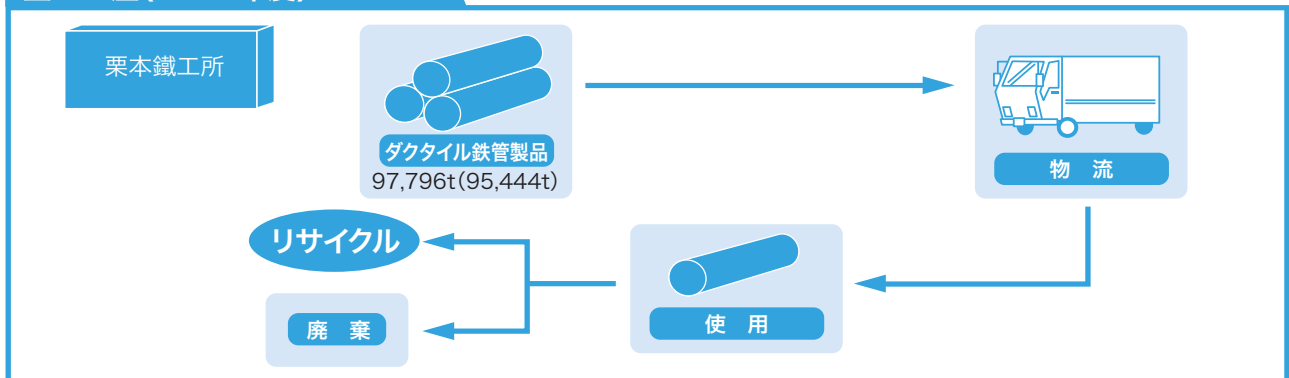 栗本鐵工所
ダクタイル鉄管製品
97,796t(95,444t)
物 流
リサイクル
使 用
廃 棄